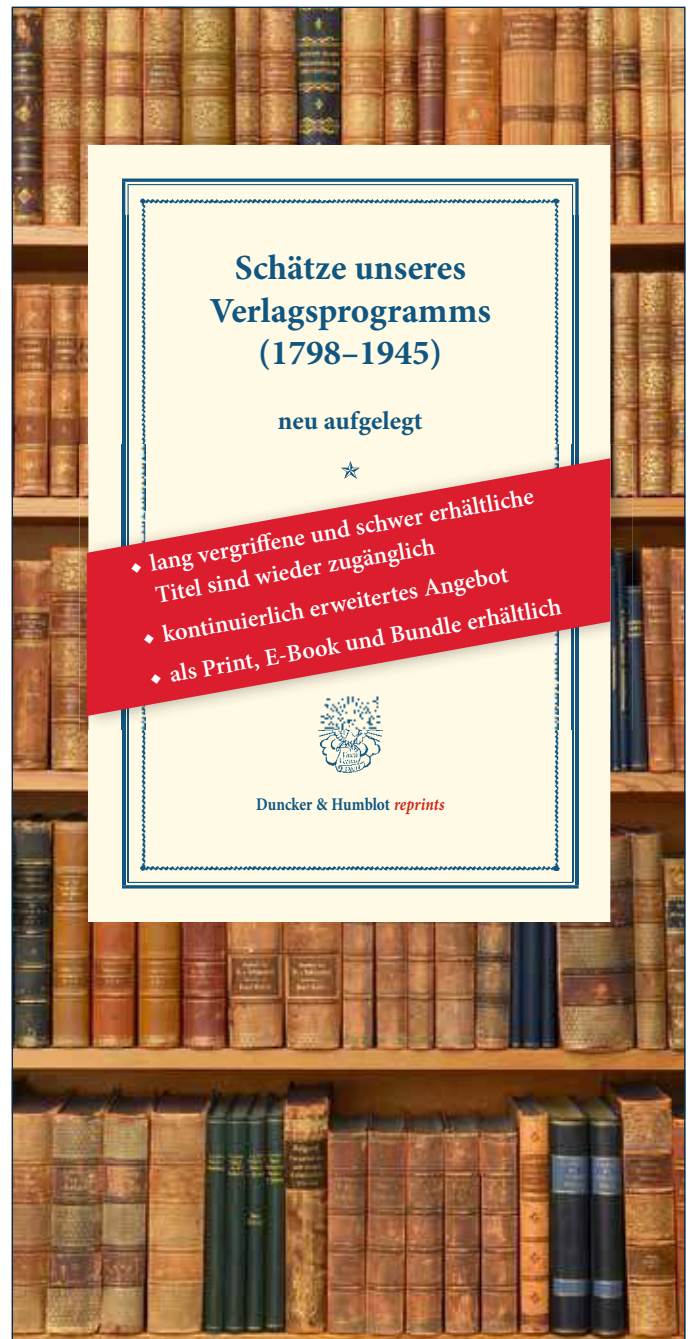 Schätze unseres
Verlagsprogramms
(1798–1945)
neu aufgelegt
◆ lang vergriffene und schwer erhältliche
Titel sind wieder zugänglich
◆ kontinuierlich erweitertes Angebot
◆ als Print, E-Book und Bundle erhältlich
Duncker & Humblot reprints